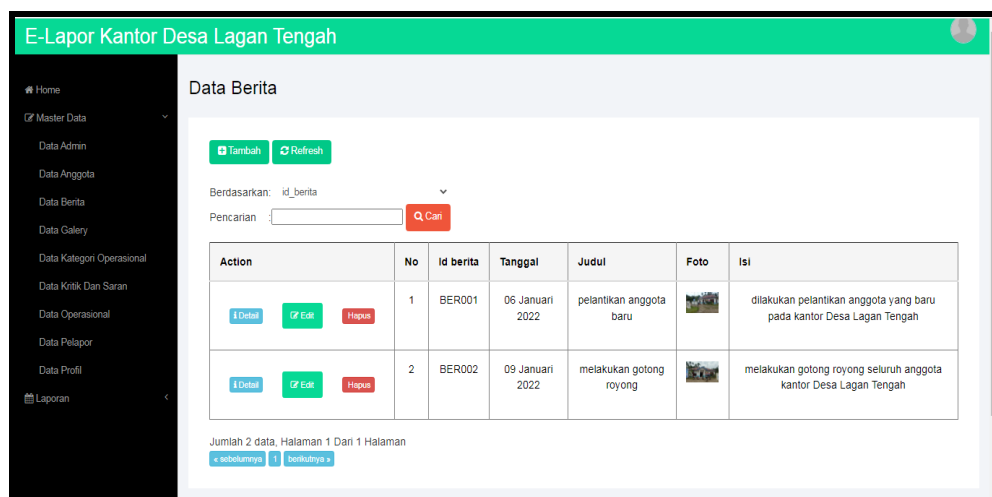 E-Lapor Kantor Desa Lagan Tengah
Home
Master Data
Data Admin
Data Anggota
Data Berita
Data Galery
Data Kategori Operasional
Data Kritik Dan Saran
Data Operasional
Data Pelapor
Data Profil
Laporan
Data Berita
Tambah Refresh
Berdasarkan: id_berita
Pencarian : Cari
Action No Id berita Tanggal Judul Foto Isi
Detail Edit Hapus 1 BER001 06 Januari 2022 pelantikan anggota baru dilakukan pelantikan anggota yang baru pada kantor Desa Lagan Tengah
Detail Edit Hapus 2 BER002 09 Januari 2022 melakukan gotong royong melakukan gotong royong seluruh anggota kantor Desa Lagan Tengah
Jumlah 2 data, Halaman 1 Dari 1 Halaman
« sebelumnya 1 berikutnya »